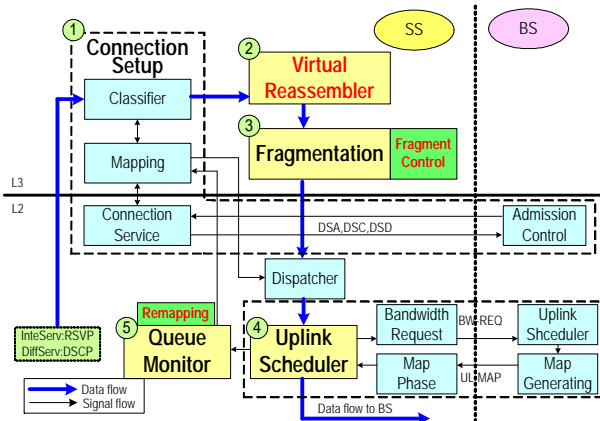 1
Connection
Setup
2
SS
BS
Classifier
Virtual
Reassembler
3
Fragmentation
Fragment
Control
Mapping
L3
L2
Connection
Service
DSA,DSC,DSD
Admission
Control
Dispatcher
InteServ:RSVP
DiffServ:DSCP
Remapping
5
Queue
Monitor
4
Uplink
Scheduler
Bandwidth
Request
BW-REQ
Uplink
Shceduler
Map
Phase
UL-MAP
Map
Generating
Data flow
Signal flow
Data flow to BS